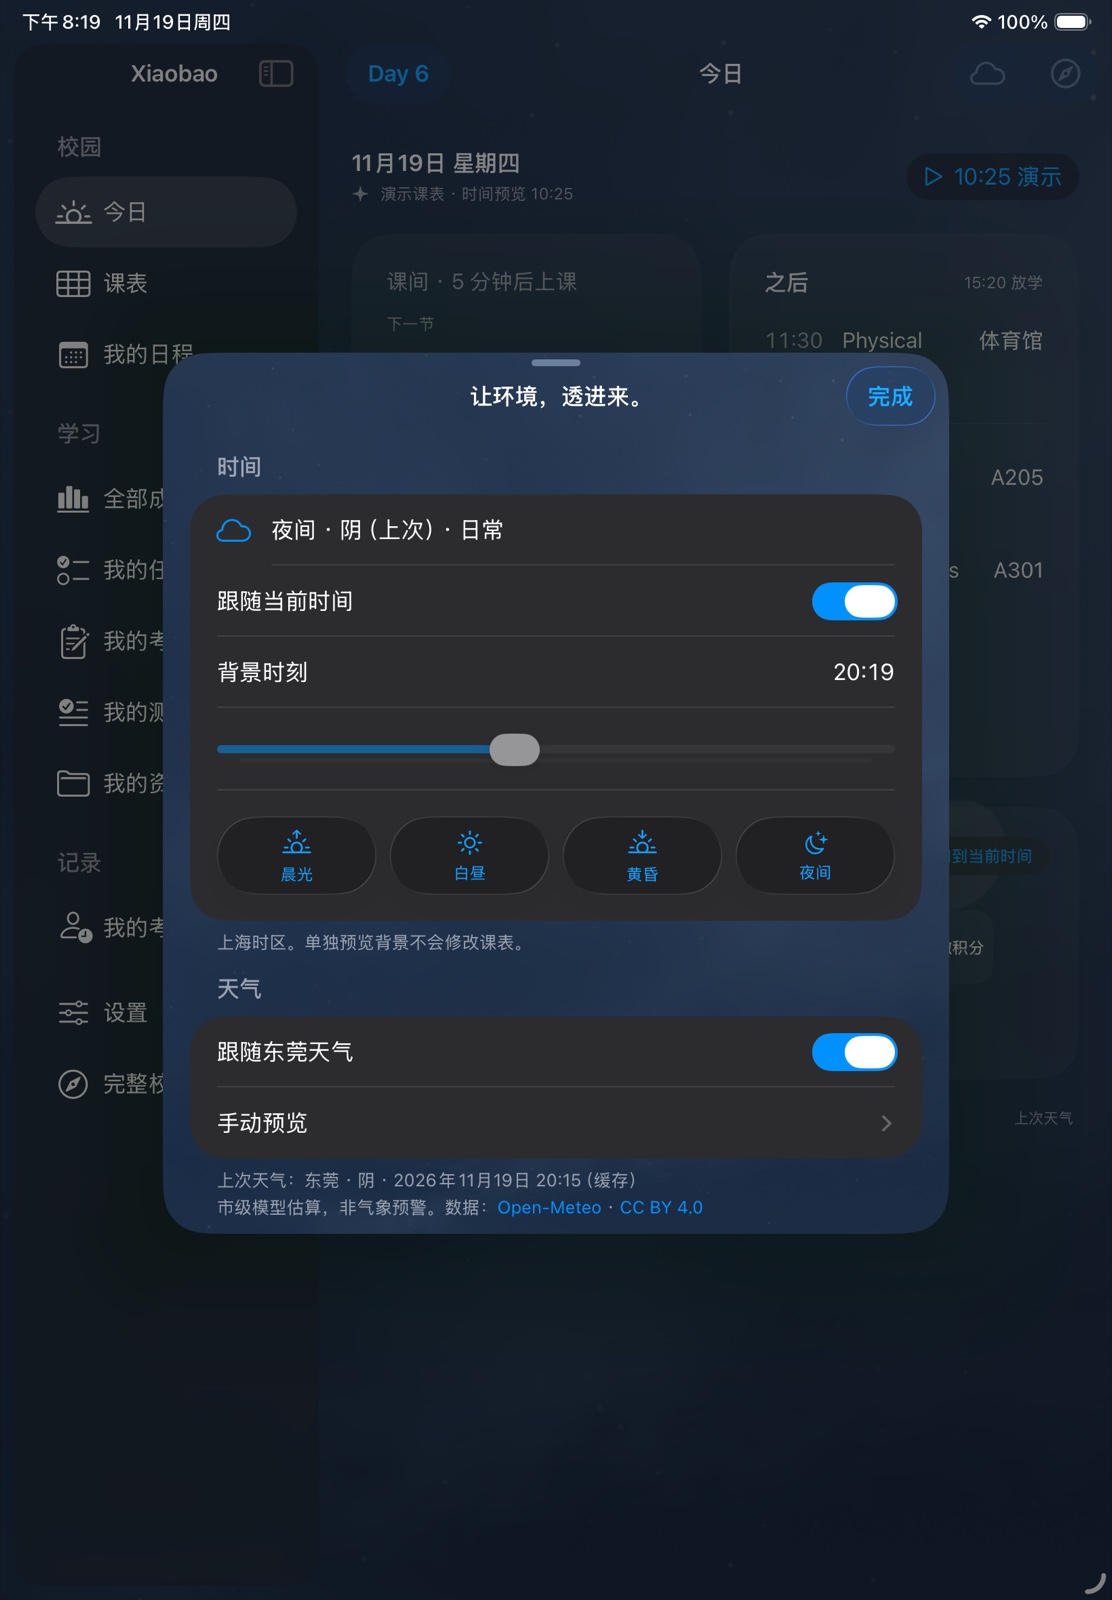 下午8:19 11月19日周四
100%
Xiaobao
Day 6
今日
校园
今日
课表
我的日程
学习
全部成
我的任
我的考
我的测
我的资
记录
我的考
设置
完整校
11月19日 星期四
演示课表 · 时间预览 10:25
10:25 演示
课间 · 5 分钟后上课
下一节
之后
15:20 放学
11:30 Physical 体育馆
A205
s A301
到当前时间
积分
上次天气
让环境，透进来。
完成
时间
夜间 · 阴（上次）· 日常
跟随当前时间
背景时刻
20:19
晨光
白昼
黄昏
夜间
上海时区。单独预览背景不会修改课表。
天气
跟随东莞天气
手动预览
上次天气：东莞 · 阴 · 2026年11月19日 20:15 (缓存)
市级模型估算，非气象预警。数据：Open-Meteo · CC BY 4.0